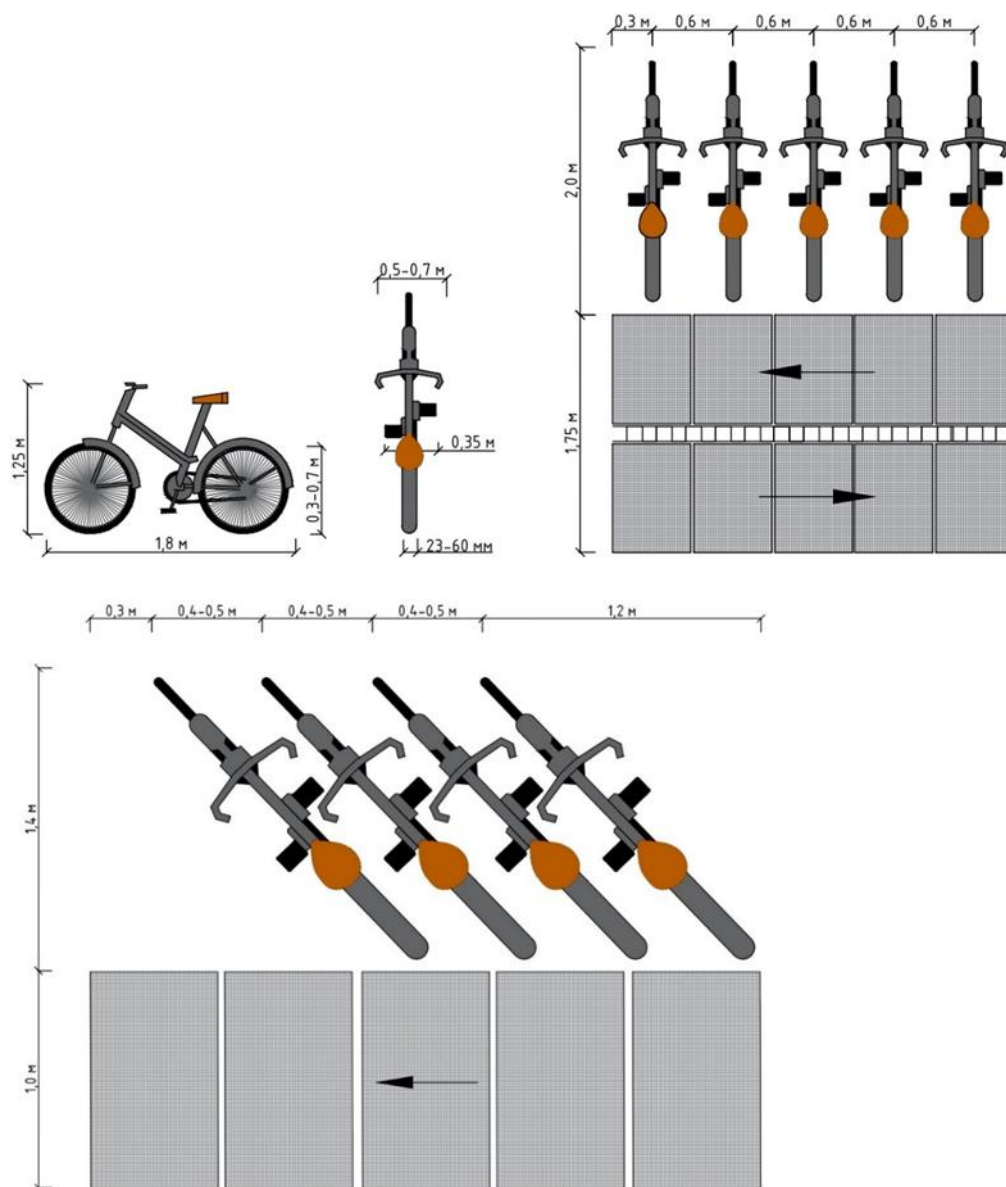 0,3 м 0,6 м 0,6 м 0,6 м 0,6 м
2,0 м
1,75 м
0,5-0,7 м
0,35 м
23-60 мм
1,25 м
0,3-0,7 м
1,8 м
0,3 м 0,4-0,5 м 0,4-0,5 м 0,4-0,5 м 1,2 м
1,4 м
1,0 м